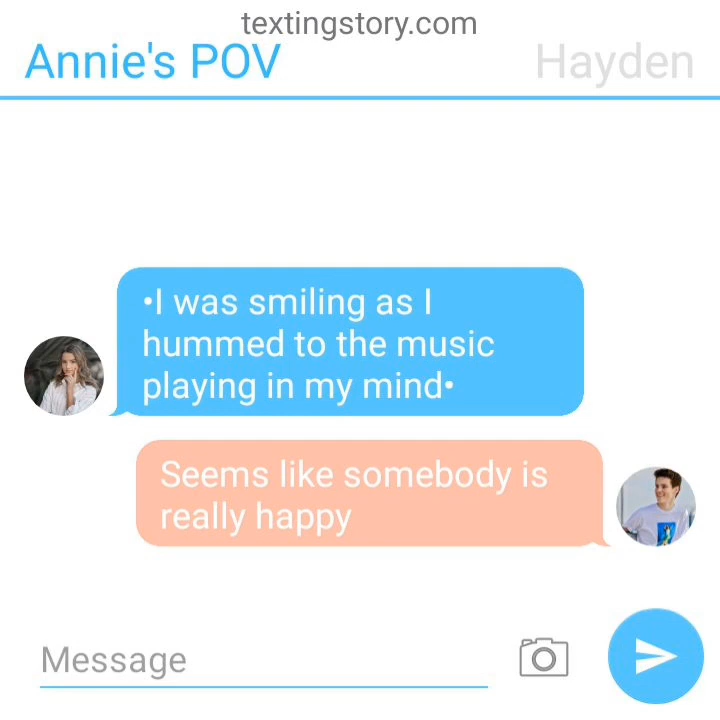 textingstory.com
Annie's POV
Hayden
•I was smiling as I
hummed to the music
playing in my mind•
Seems like somebody is
really happy
Message